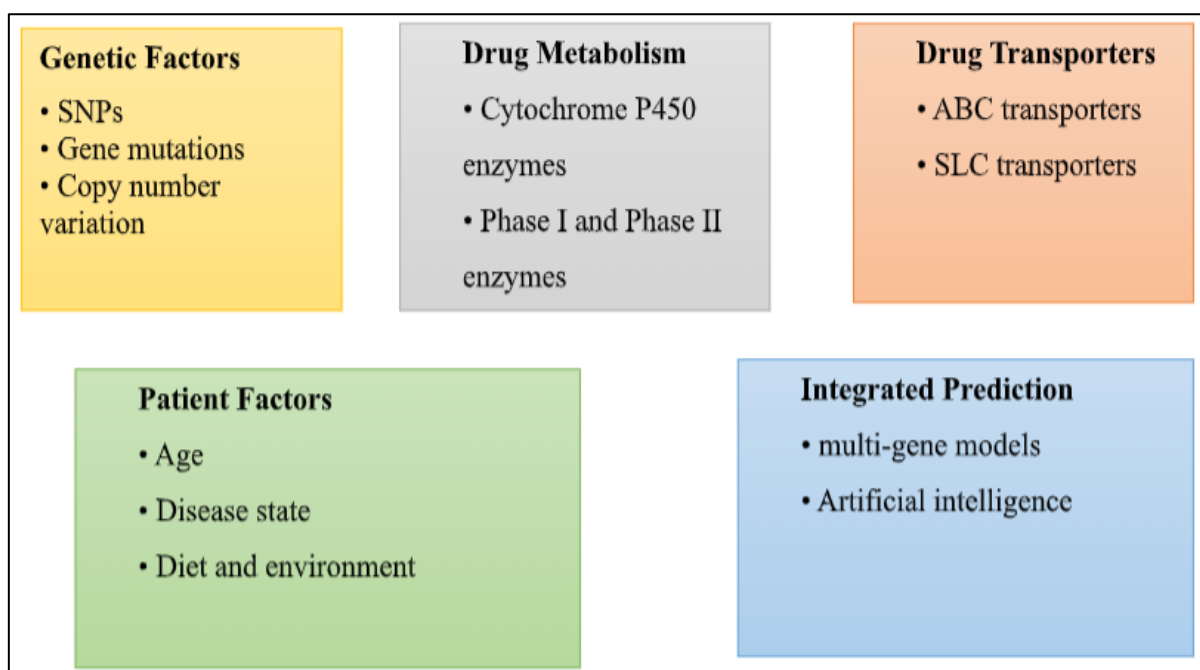 Genetic Factors
• SNPs
• Gene mutations
• Copy number
variation
Drug Metabolism
• Cytochrome P450
enzymes
• Phase I and Phase II
enzymes
Drug Transporters
• ABC transporters
• SLC transporters
Patient Factors
• Age
• Disease state
• Diet and environment
Integrated Prediction
• multi-gene models
• Artificial intelligence